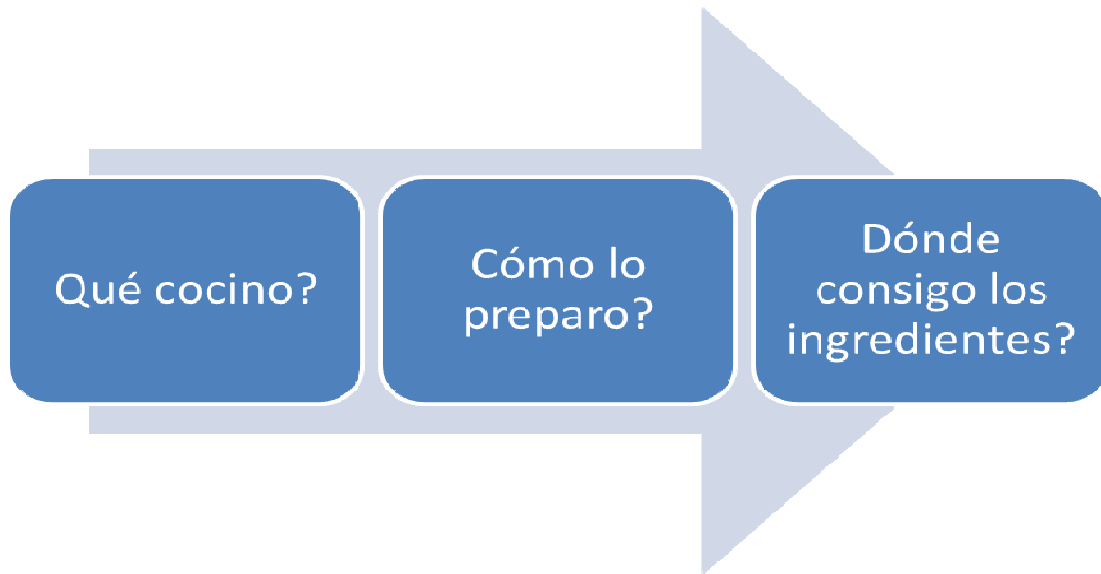 Qué cocino?
Cómo lo
preparo?
Dónde
consigo los
ingredientes?